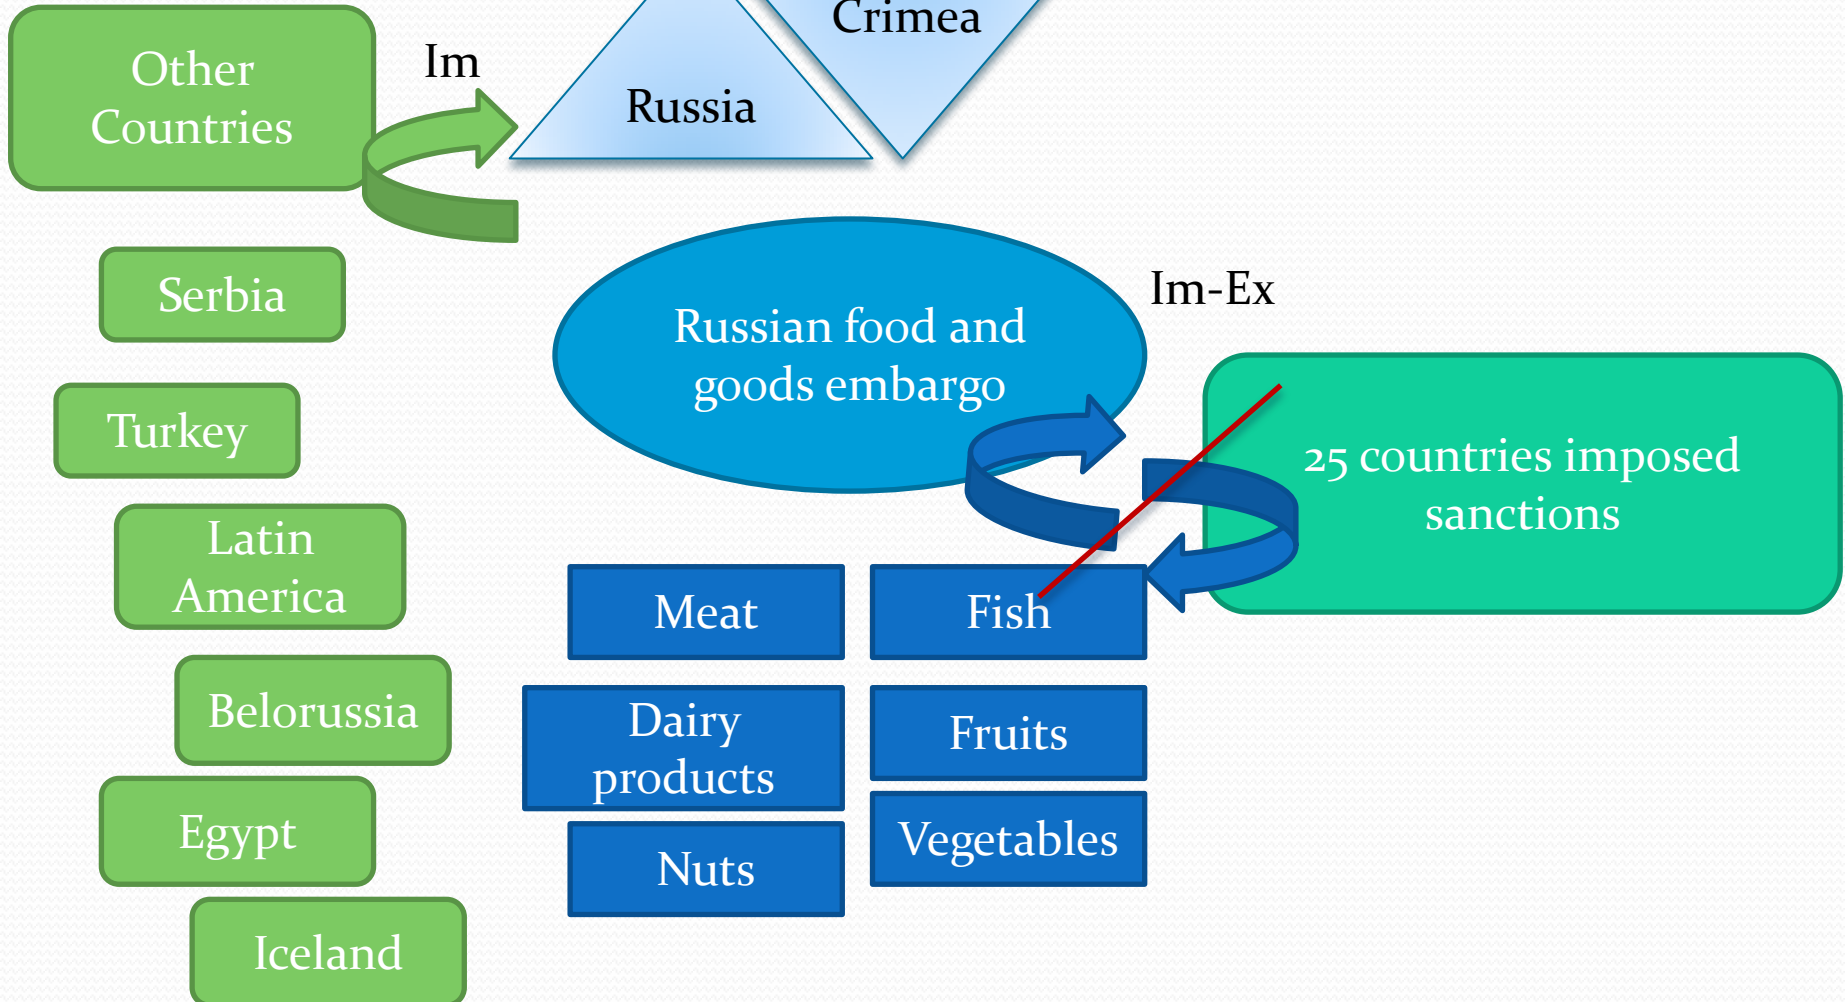 Crimea
Other
Countries
Im
Russia
Serbia
Turkey
Latin
America
Belorussia
Egypt
Iceland
Russian food and
goods embargo
Im-Ex
25 countries imposed
sanctions
Meat
Fish
Dairy
products
Fruits
Nuts
Vegetables